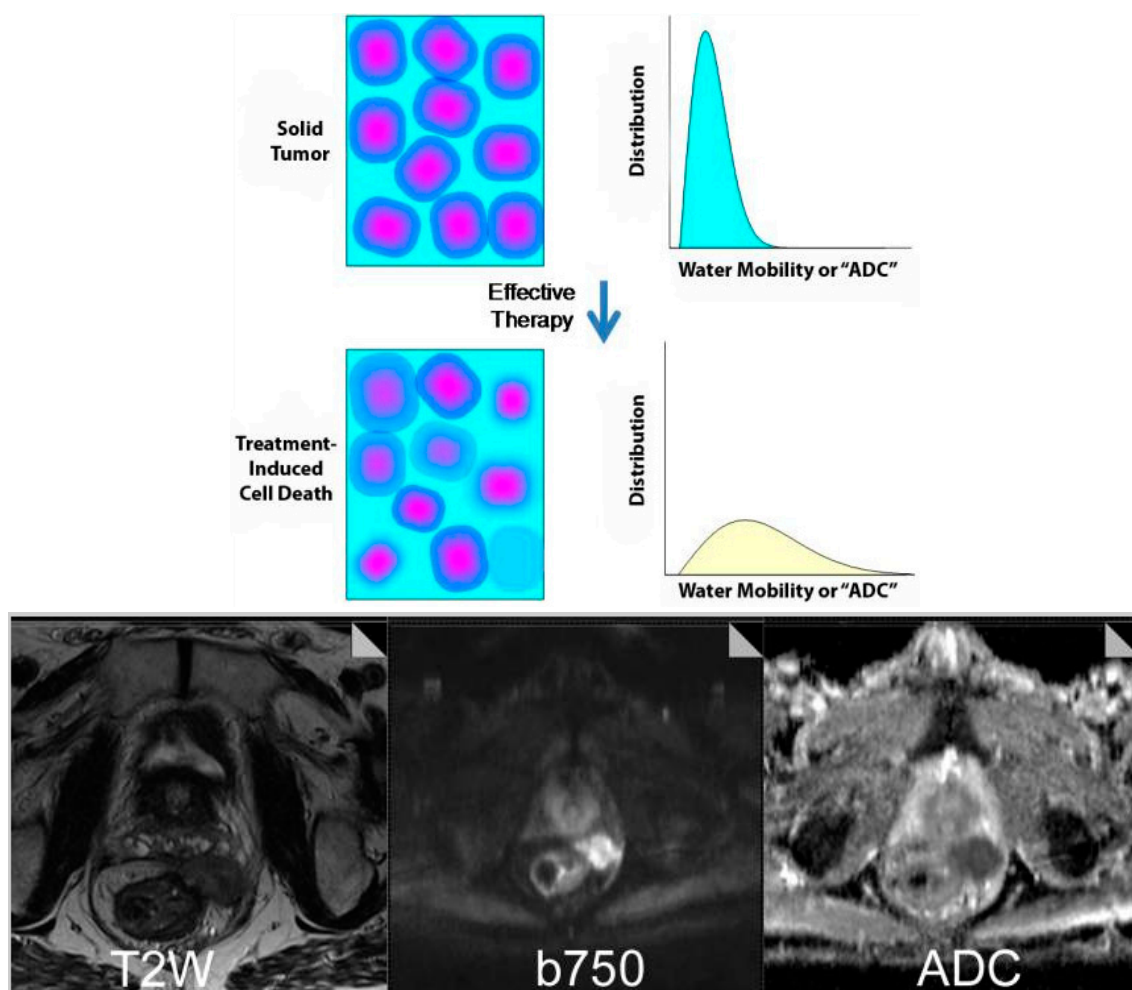 Solid
Tumor
Distribution
Water Mobility or “ADC”
Effective
Therapy
Treatment-
Induced
Cell Death
Distribution
Water Mobility or “ADC”
T2W
b750
ADC